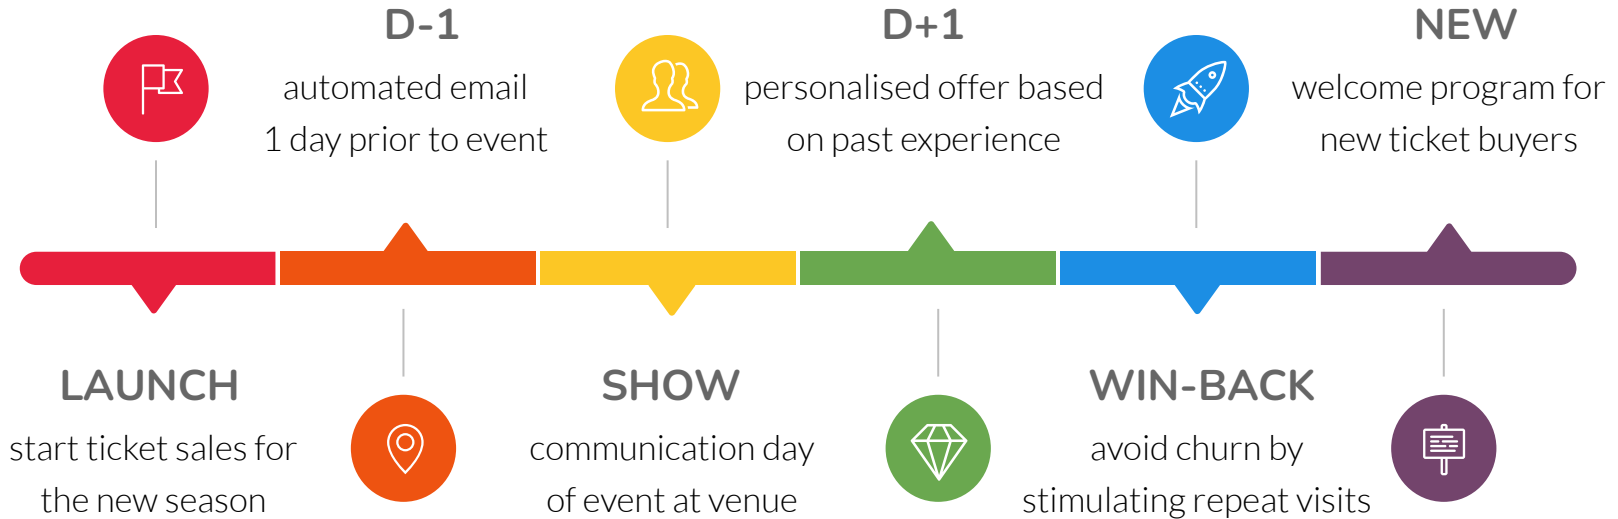 D-1
automated email
1 day prior to event
D+1
personalised offer based
on past experience
NEW
welcome program for
new ticket buyers
LAUNCH
start ticket sales for
the new season
SHOW
communication day
of event at venue
WIN-BACK
avoid churn by
stimulating repeat visits